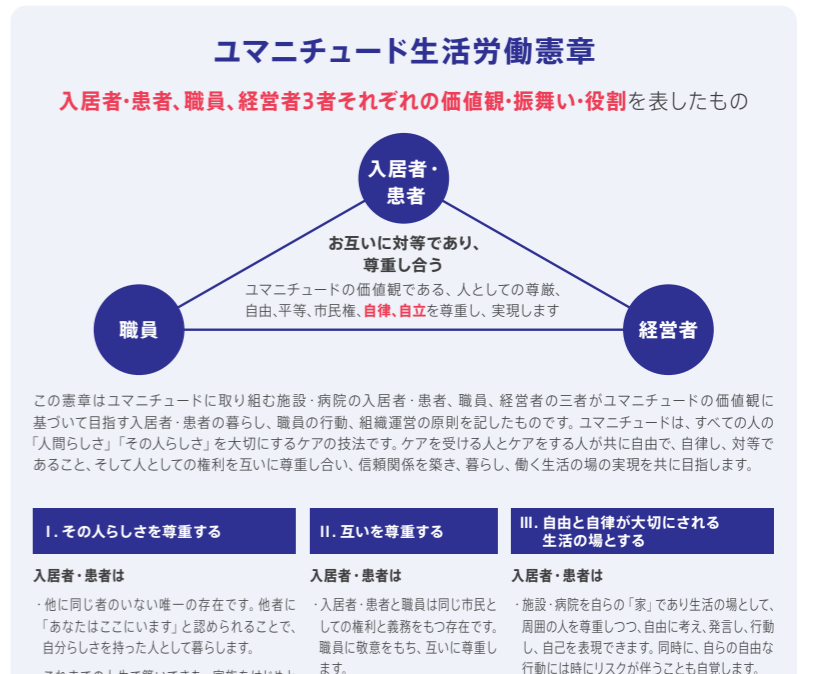 ユマニチュード生活労働憲章
入居者・患者、職員、経営者3者それぞれの価値観・振舞い・役割を表したもの
入居者・
患者
お互いに対等であり、
尊重し合う
ユマニチュードの価値観である、人としての尊厳、
自由、平等、市民権、自律、自立を尊重し、実現します
職員
経営者
この憲章はユマニチュードに取り組む施設・病院の入居者・患者、職員、経営者の三者がユマニチュードの価値観に
基づいて目指す入居者・患者の暮らし、職員の行動、組織運営の原則を記したものです。ユマニチュードは、すべての人の
「人間らしさ」「その人らしさ」を大切にするケアの技法です。ケアを受ける人とケアをする人が共に自由で、自律し、対等で
あること、そして人としての権利を互いに尊重し合い、信頼関係を築き、暮らし、働く生活の場の実現を共に目指します。
I. その人らしさを尊重する
入居者・患者は
・他に同じ者のいない唯一の存在です。他者に
「あなたはここにいます」と認められることで、
自分らしさを持った人として暮らします。
II. 互いを尊重する
入居者・患者は
・入居者・患者と職員は同じ市民と
しての権利と義務をもつ存在です。
職員に敬意をもち、互いに尊重し
ます。
III. 自由と自律が大切にされる
生活の場とする
入居者・患者は
・施設・病院を自らの「家」であり生活の場として、
周囲の人を尊重しつつ、自由に考え、発言し、行動
し、自己を表現できます。同時に、自らの自由な
行動には時にリスクが伴うことも自覚します。